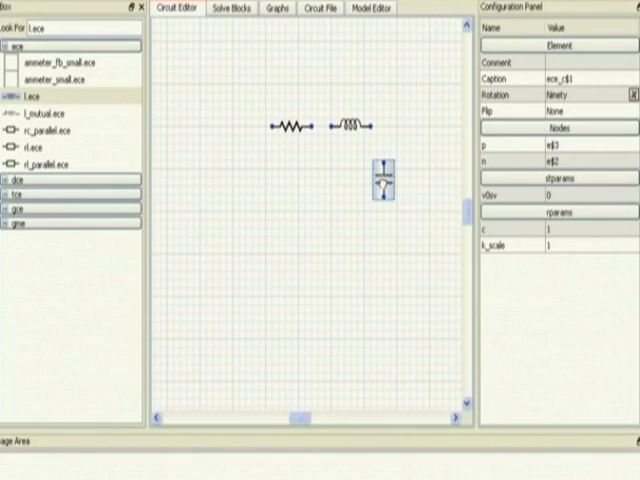 Box
Look For l.ece
ece
ammeter_fb_small.ece
ammeter_small.ece
l.ece
l_mutual.ece
rc_parallel.ece
rl.ece
rl_parallel.ece
dce
tce
gce
gme
Circuit Editor Solve Blocks Graphs Circuit File Model Editor
Configuration Panel
Name Value
Element
Comment
Caption ece_c$1
Rotation Ninety
Flip None
Nodes
p e$3
n e$2
stparams
v0sv 0
rparams
c 1
k_scale 1
sage Area